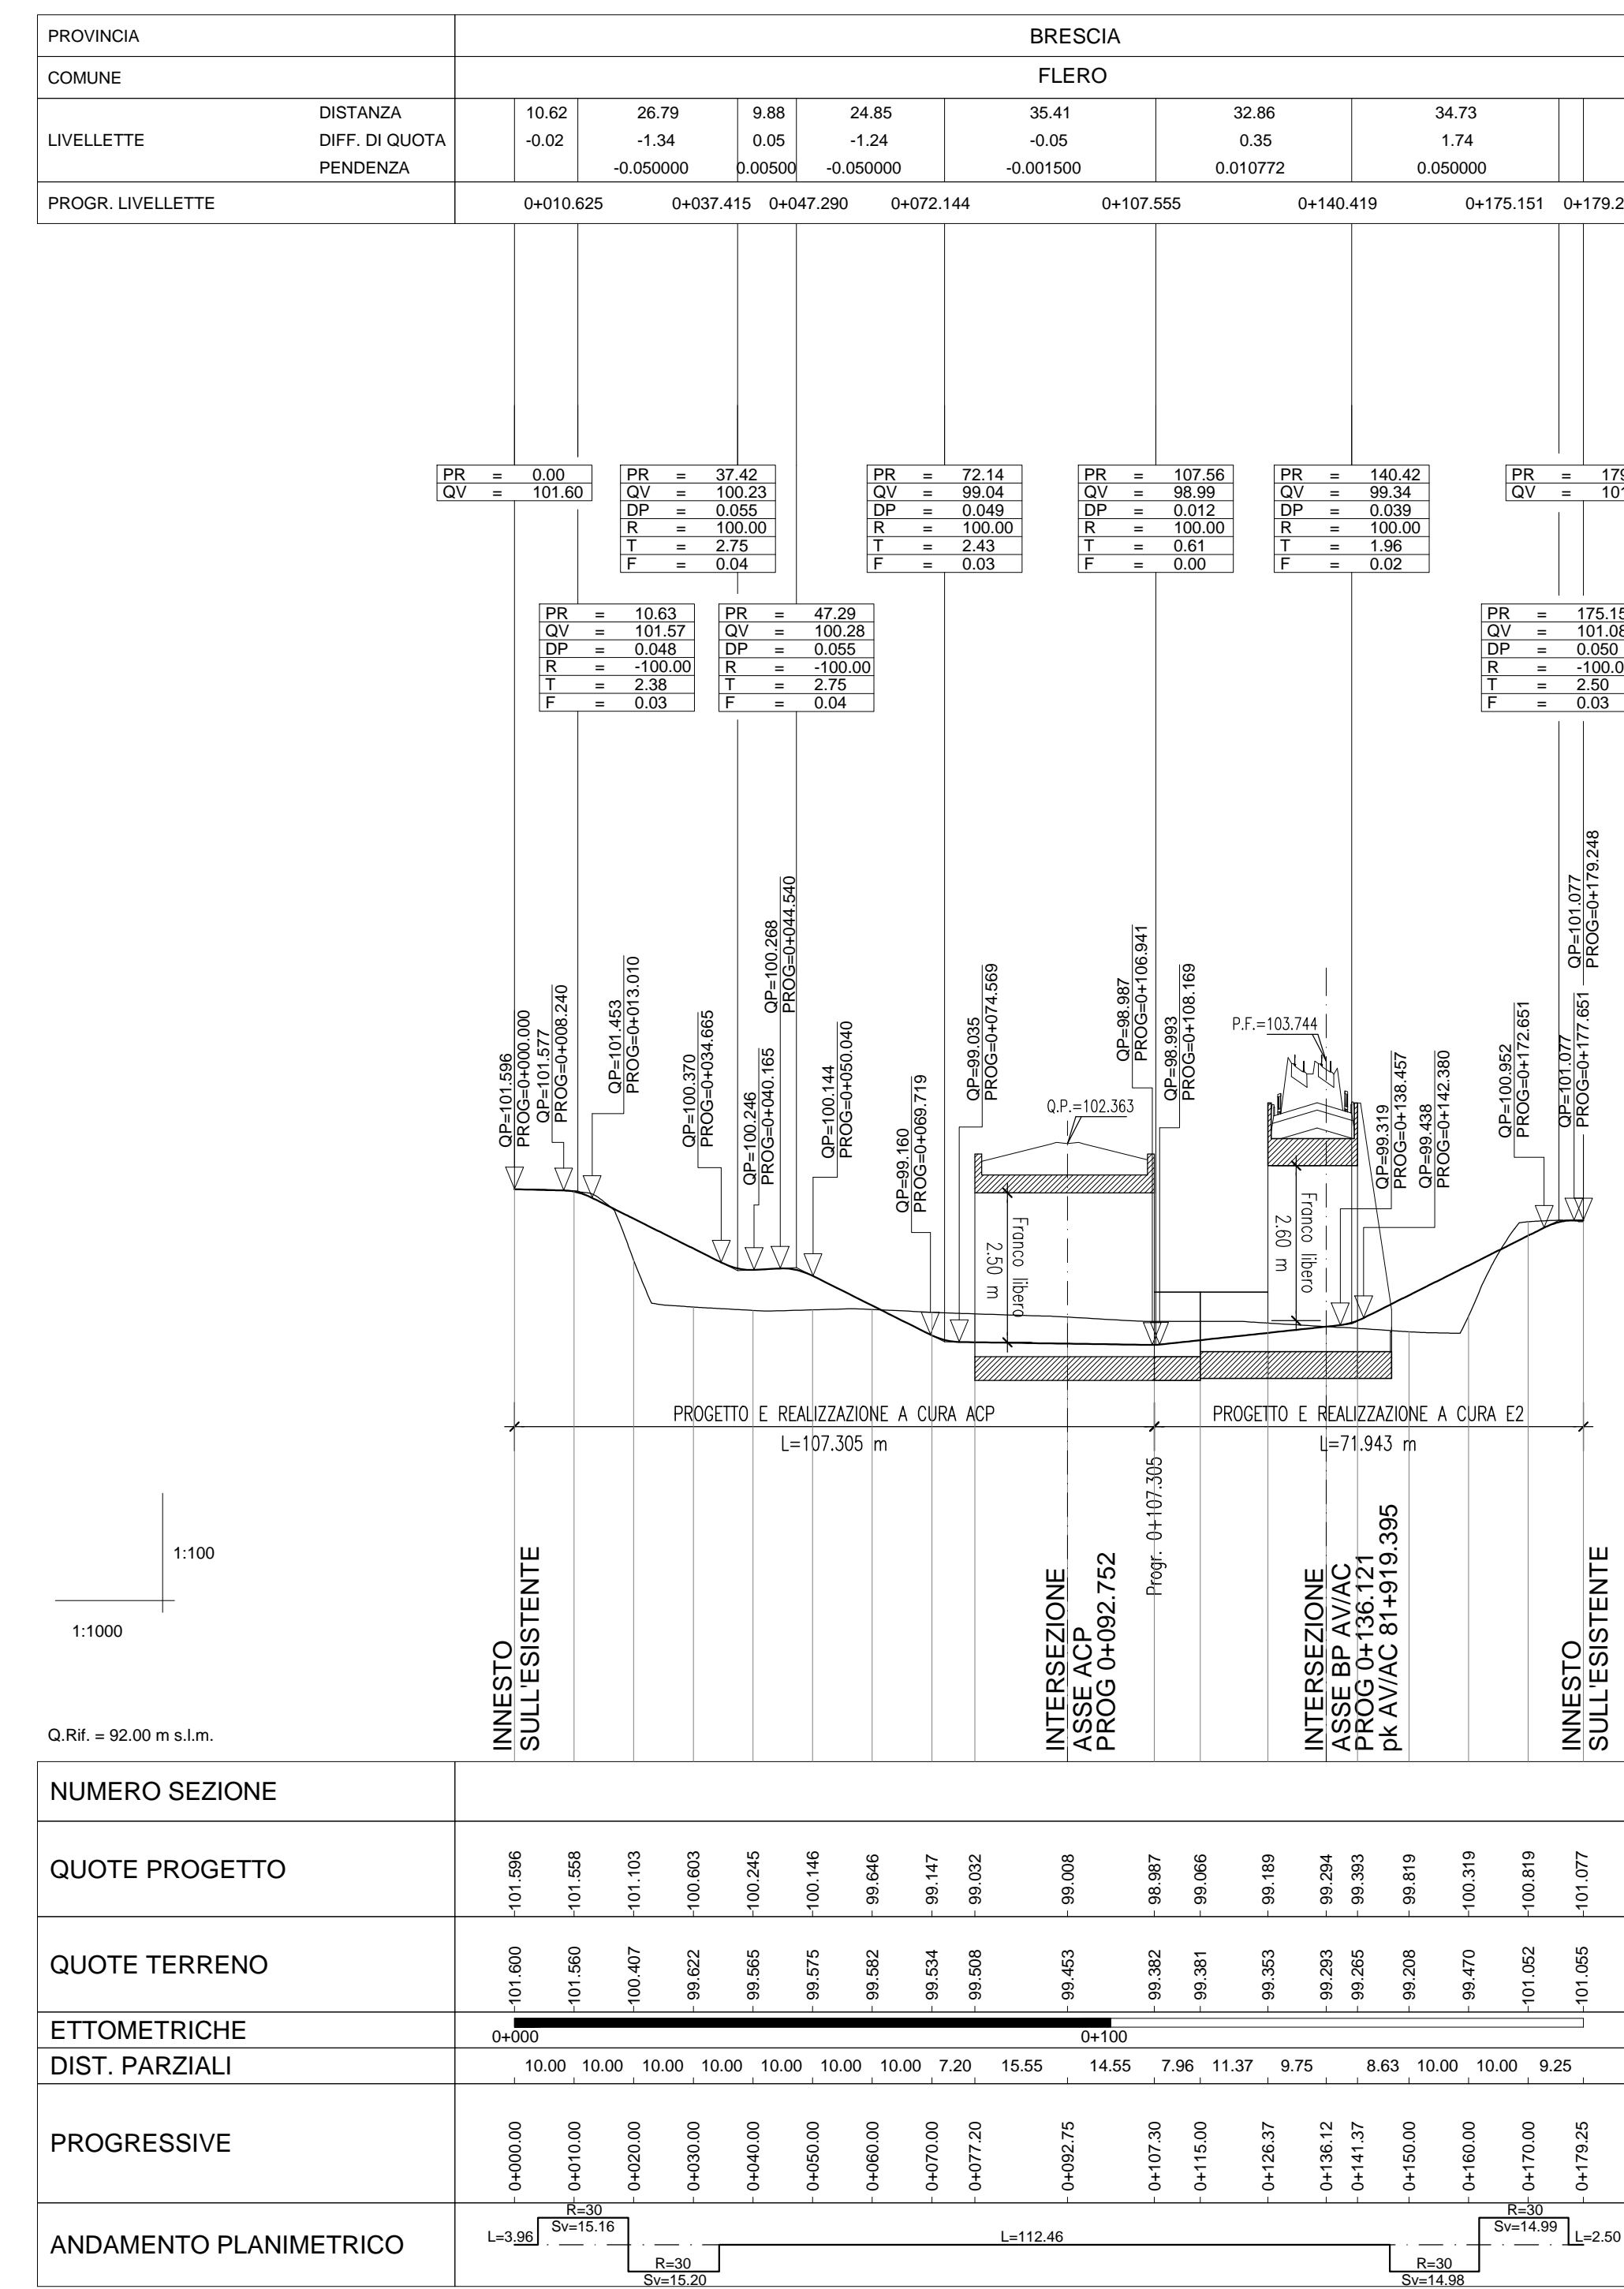 PROVINCIA BRESCIA
COMUNE FLERO
LIVELLETTE
DISTANZA 10.62 26.79 9.88 24.85 35.41 32.86 34.73
DIFF. DI QUOTA -0.02 -1.34 0.05 -1.24 -0.05 0.35 1.74
PENDENZA -0.050000 0.00500 -0.050000 -0.001500 0.010772 0.050000
PROGR. LIVELLETTE 0+010.625 0+037.415 0+047.290 0+072.144 0+107.555 0+140.419 0+175.151 0+179.2
PR = 0.00
QV = 101.60
PR = 37.42
QV = 100.23
DP = 0.055
R = 100.00
T = 2.75
F = 0.04
PR = 72.14
QV = 99.04
DP = 0.049
R = 100.00
T = 2.43
F = 0.03
PR = 107.56
QV = 98.99
DP = 0.012
R = 100.00
T = 0.61
F = 0.00
PR = 140.42
QV = 99.34
DP = 0.039
R = 100.00
T = 1.96
F = 0.02
PR = 179
QV = 101
PR = 10.63
QV = 101.57
DP = 0.048
R = -100.00
T = 2.38
F = 0.03
PR = 47.29
QV = 100.28
DP = 0.055
R = -100.00
T = 2.75
F = 0.04
PR = 175.15
QV = 101.08
DP = 0.050
R = -100.0
T = 2.50
F = 0.03
QP=101.596
PROG=0+000.000
QP=101.577
PROG=0+008.240
QP=101.453
PROG=0+013.010
QP=100.370
PROG=0+034.665
QP=100.246
PROG=0+040.165
QP=100.268
PROG=0+044.540
QP=100.144
PROG=0+050.040
QP=99.160
PROG=0+069.719
QP=99.035
PROG=0+074.569
QP=98.987
PROG=0+106.941
QP=98.993
PROG=0+108.169
QP=99.319
PROG=0+138.457
QP=99.438
PROG=0+142.380
QP=100.952
PROG=0+172.651
QP=101.077
PROG=0+177.651
QP=101.077
PROG=0+179.248
Q.P.=102.363
P.F.=103.744
Franco libero
2.50 m
Franco libero
2.60 m
PROGETTO E REALIZZAZIONE A CURA ACP
L=107.305 m
PROGETTO E REALIZZAZIONE A CURA E2
L=71.943 m
Progr. 0+107.305
1:100
1:1000
INNESTO
SULL'ESISTENTE
INTERSEZIONE
ASSE ACP
PROG 0+092.752
INTERSEZIONE
ASSE BP AV/AC
PROG 0+136.121
pk AV/AC 81+919.395
INNESTO
SULL'ESISTENTE
Q.Rif. = 92.00 m s.l.m.
NUMERO SEZIONE
QUOTE PROGETTO 101.596 101.558 101.103 100.603 100.245 100.146 99.646 99.147 99.032 99.008 98.987 99.066 99.189 99.294 99.393 99.819 100.319 100.819 101.077
QUOTE TERRENO 101.600 101.560 100.407 99.622 99.565 99.575 99.582 99.534 99.508 99.453 99.382 99.381 99.353 99.293 99.265 99.208 99.470 101.052 101.055
ETTOMETRICHE 0+000 0+100
DIST. PARZIALI 10.00 10.00 10.00 10.00 10.00 10.00 10.00 7.20 15.55 14.55 7.96 11.37 9.75 8.63 10.00 10.00 9.25
PROGRESSIVE 0+000.00 0+010.00 0+020.00 0+030.00 0+040.00 0+050.00 0+060.00 0+070.00 0+077.20 0+092.75 0+107.30 0+115.00 0+126.37 0+136.12 0+141.37 0+150.00 0+160.00 0+170.00 0+179.25
ANDAMENTO PLANIMETRICO
L=3.96
R=30
Sv=15.16
R=30
Sv=15.20
L=112.46
R=30
Sv=14.98
R=30
Sv=14.99
L=2.50